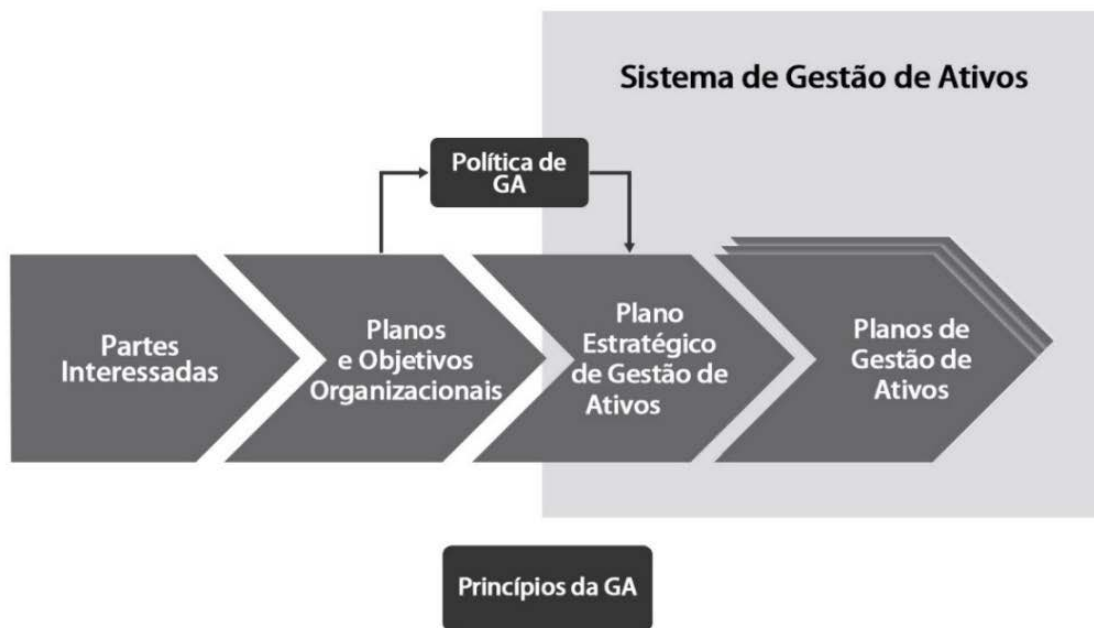 Sistema de Gestão de Ativos
Política de
GA
Partes
Interessadas
Planos
e Objetivos
Organizacionais
Plano
Estratégico
de Gestão de
Ativos
Planos de
Gestão de
Ativos
Princípios da GA